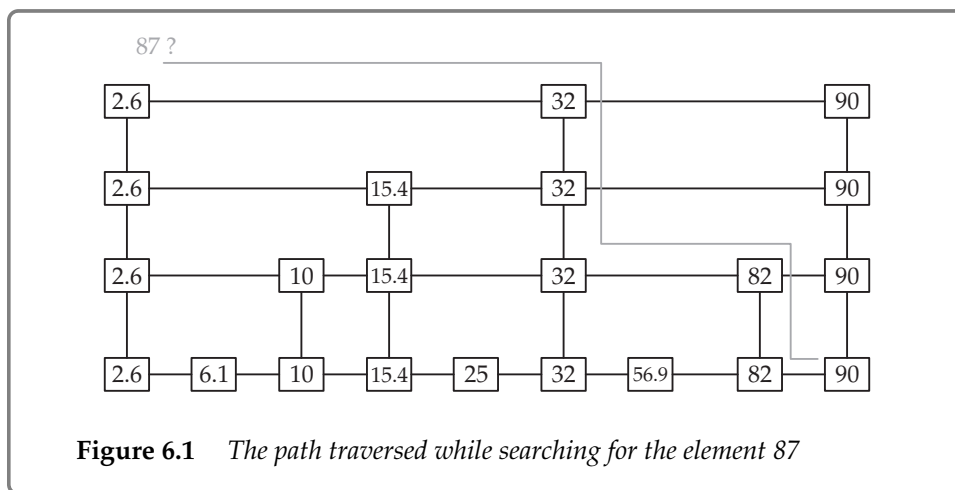 87 ?
2.6 32 90
2.6 15.4 32 90
2.6 10 15.4 32 82 90
2.6 6.1 10 15.4 25 32 56.9 82 90
Figure 6.1 The path traversed while searching for the element 87